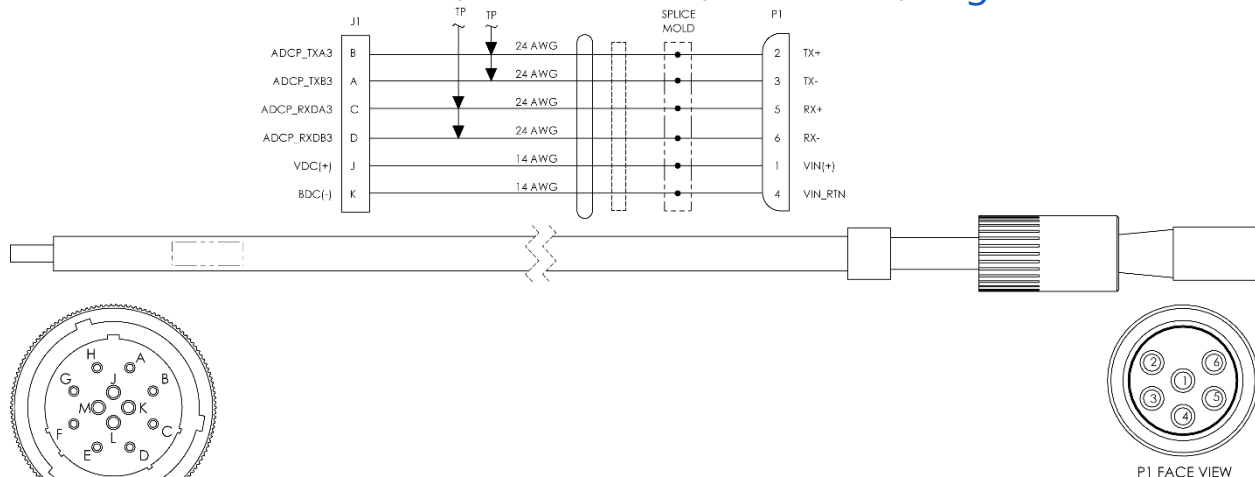 TP TP SPLICE
J1 MOLD P1
ADCP_TXA3 B 24 AWG 2 TX+
ADCP_TXB3 A 24 AWG 3 TX-
ADCP_RXDA3 C 24 AWG 5 RX+
ADCP_RXDB3 D 24 AWG 6 RX-
VDC(+) J 14 AWG 1 VIN(+)
BDC(-) K 14 AWG 4 VIN_RTN
H A
G J B
M K
F L C
E D
2 6
1
3 5
4
P1 FACE VIEW